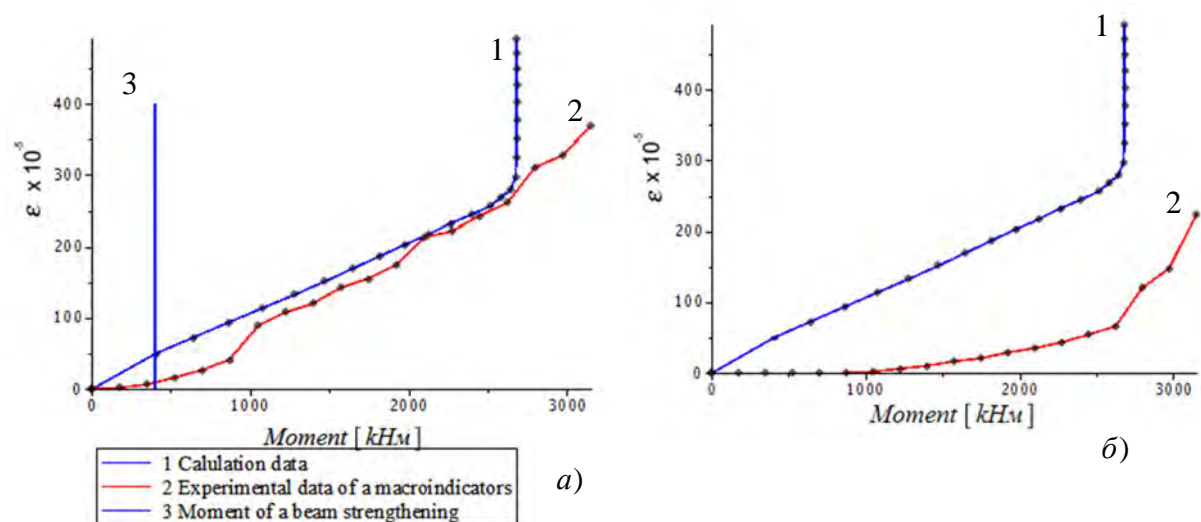 1
2
3
400
300
200
100
0
ε x 10⁻⁵
0
1000
2000
3000
Moment [ кНм ]
1 Calulation data
2 Experimental data of a macroindicators
3 Moment of a beam strengthening
а)
1
2
400
300
200
100
0
ε x 10⁻⁵
0
1000
2000
3000
Moment [ кНм ]
б)